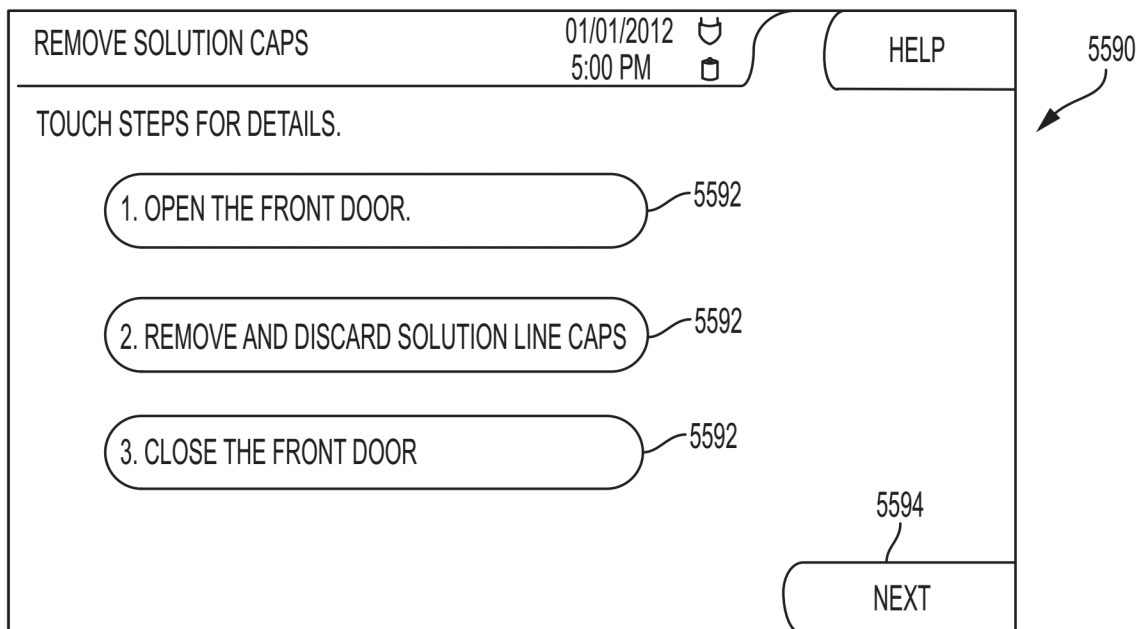 REMOVE SOLUTION CAPS
01/01/2012
5:00 PM
HELP
5590
TOUCH STEPS FOR DETAILS.
1. OPEN THE FRONT DOOR.
5592
2. REMOVE AND DISCARD SOLUTION LINE CAPS
5592
3. CLOSE THE FRONT DOOR
5592
5594
NEXT